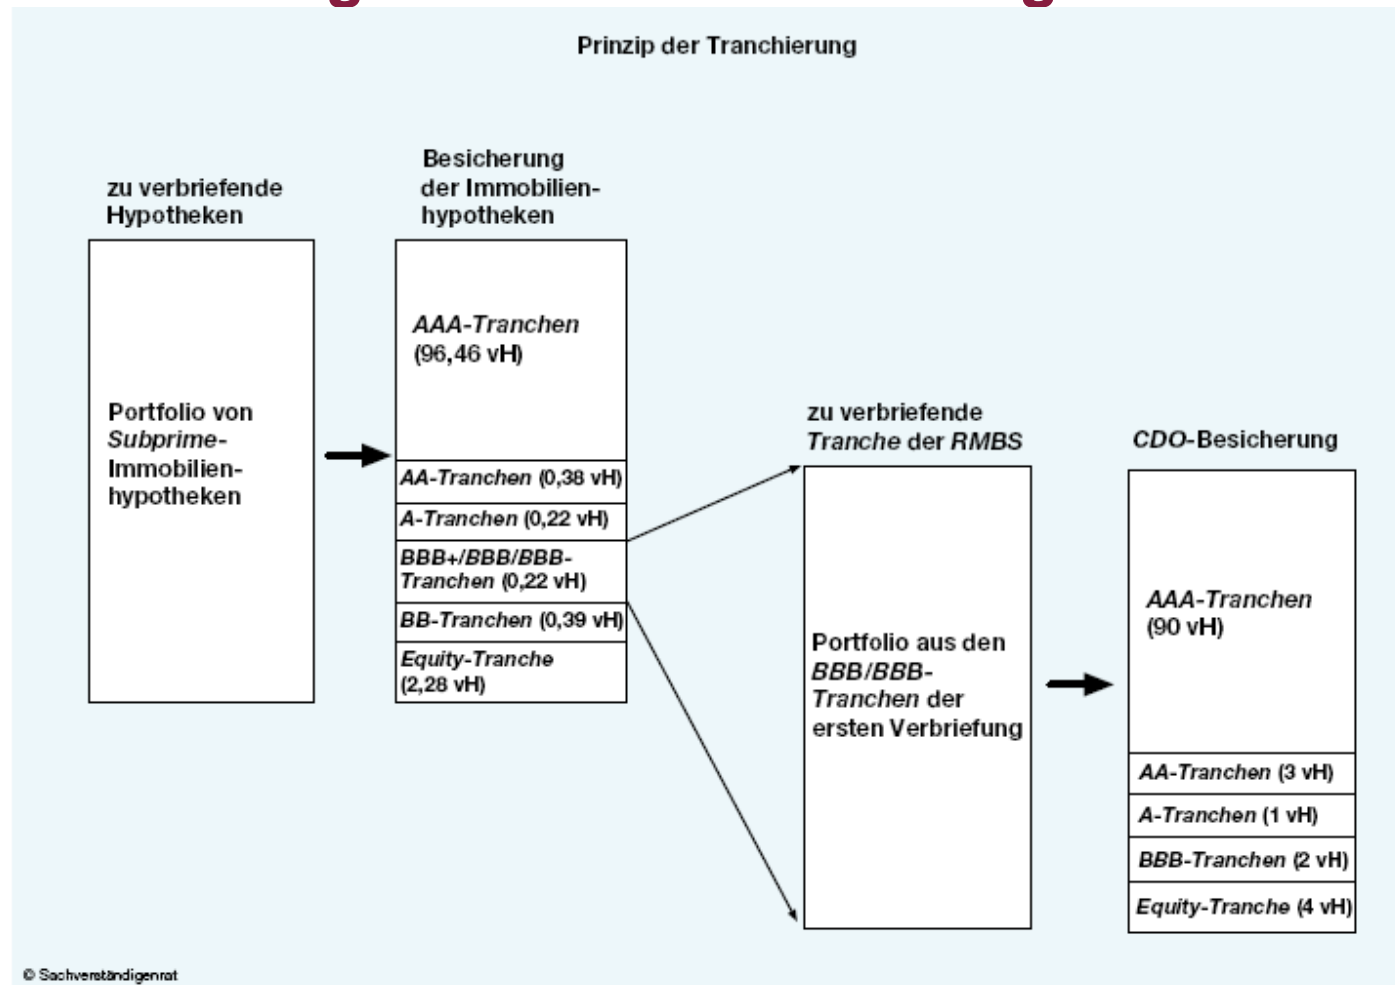 Prinzip der Tranchierung
zu verbriefende
Hypotheken
Portfolio von
Subprime-
Immobilien-
hypotheken
Besicherung
der Immobilien-
hypotheken
AAA-Tranchen
(96,46 vH)
AA-Tranchen (0,38 vH)
A-Tranchen (0,22 vH)
BBB+/BBB/BBB-
Tranchen (0,22 vH)
BB-Tranchen (0,39 vH)
Equity-Tranche
(2,28 vH)
zu verbriefende
Tranche der RMBS
Portfolio aus den
BBB/BBB-
Tranchen der
ersten Verbriefung
CDO-Besicherung
AAA-Tranchen
(90 vH)
AA-Tranchen (3 vH)
A-Tranchen (1 vH)
BBB-Tranchen (2 vH)
Equity-Tranche (4 vH)
© Sachverständigenrat